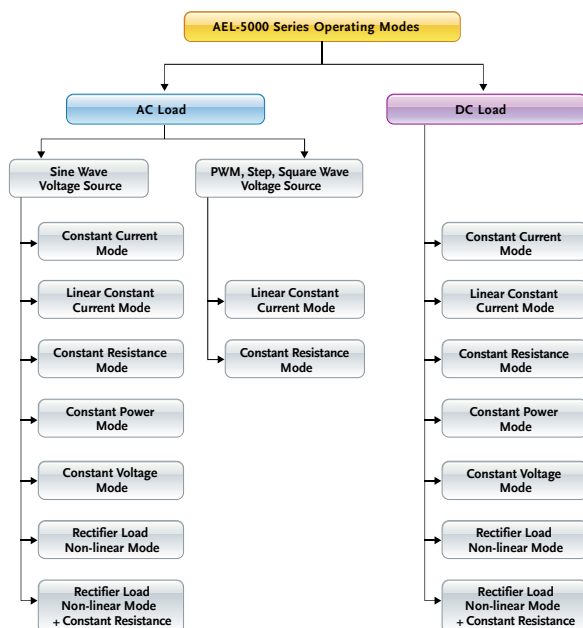 AEL-5000 Series Operating Modes
AC Load
DC Load
Sine Wave
Voltage Source
PWM, Step, Square Wave
Voltage Source
Constant Current
Mode
Linear Constant
Current Mode
Constant Resistance
Mode
Constant Power
Mode
Constant Voltage
Mode
Rectifier Load
Non-linear Mode
Rectifier Load
Non-linear Mode
+ Constant Resistance
Linear Constant
Current Mode
Constant Resistance
Mode
Constant Current
Mode
Linear Constant
Current Mode
Constant Resistance
Mode
Constant Power
Mode
Constant Voltage
Mode
Rectifier Load
Non-linear Mode
Rectifier Load
Non-linear Mode
+ Constant Resistance